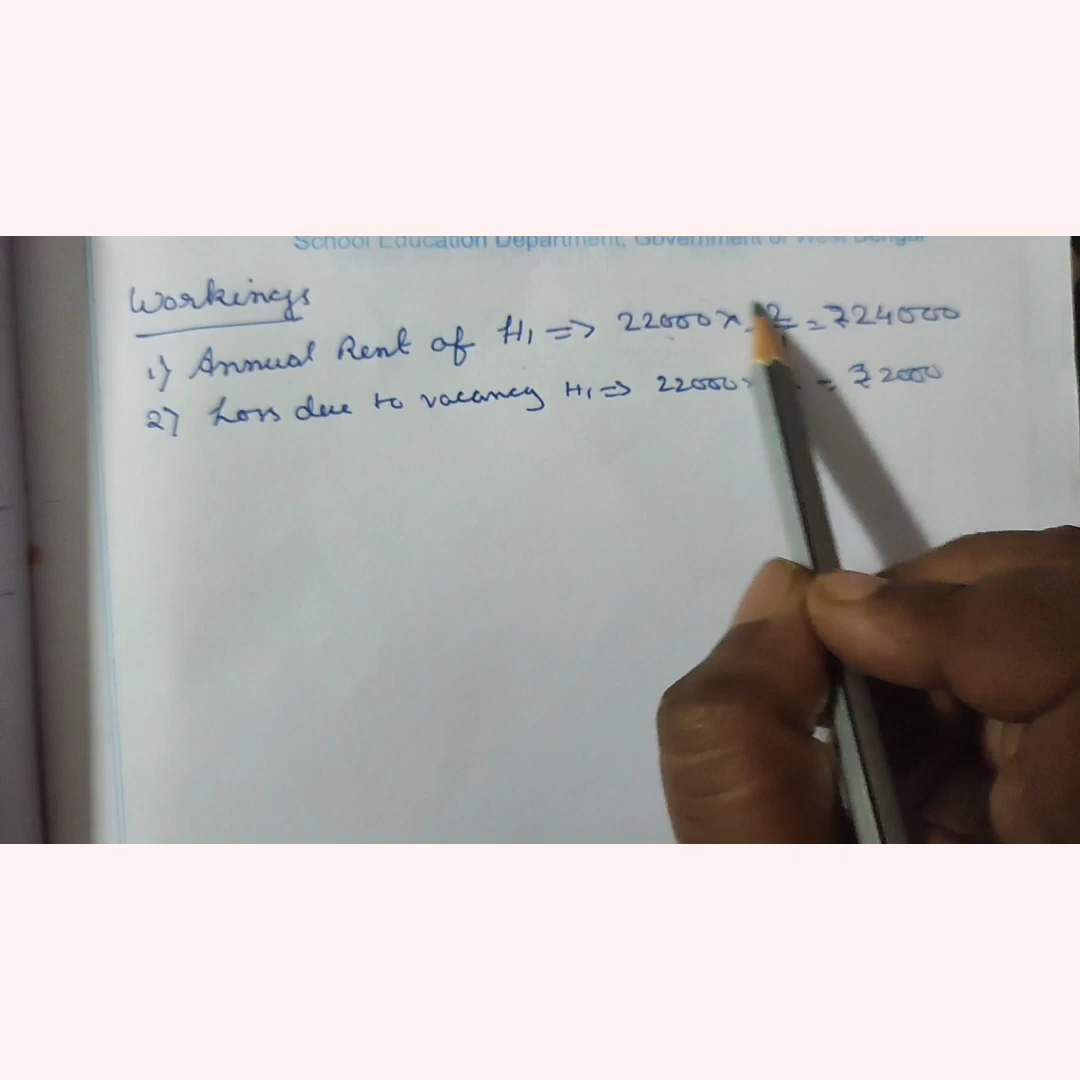 School Education Department, Government of West Bengal
Workings
1) Annual Rent of H₁ => 22000 × = ₹24000
2) Loss due to vacancy H₁ => 22000 × = ₹2000